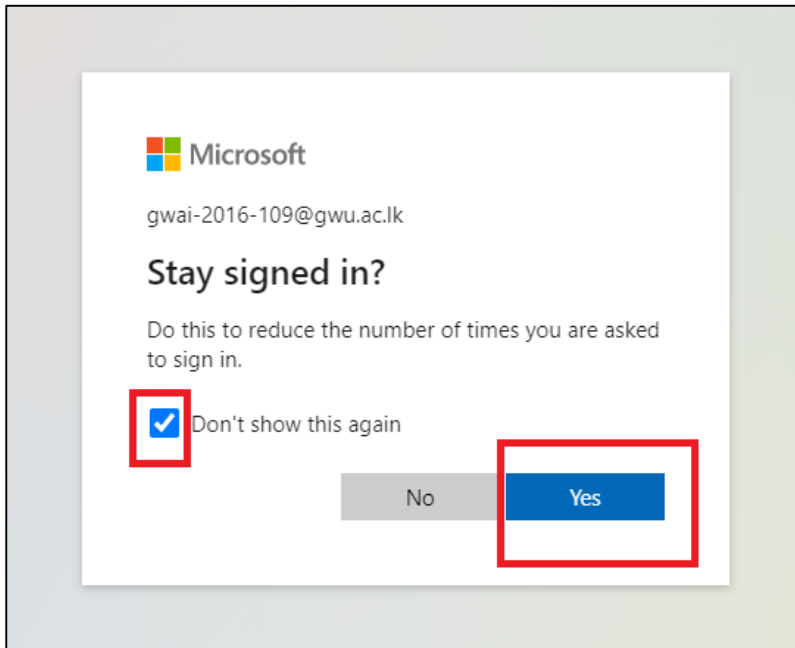 Microsoft
gwai-2016-109@gwu.ac.lk
Stay signed in?
Do this to reduce the number of times you are asked
to sign in.
Don't show this again
No
Yes